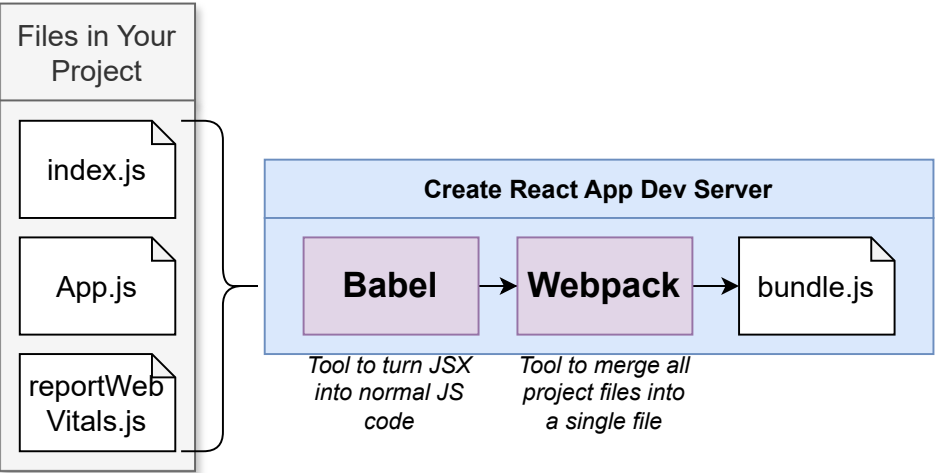 Files in Your
Project
index.js
App.js
reportWeb
Vitals.js
Create React App Dev Server
Babel
Webpack
bundle.js
Tool to turn JSX
into normal JS
code
Tool to merge all
project files into
a single file